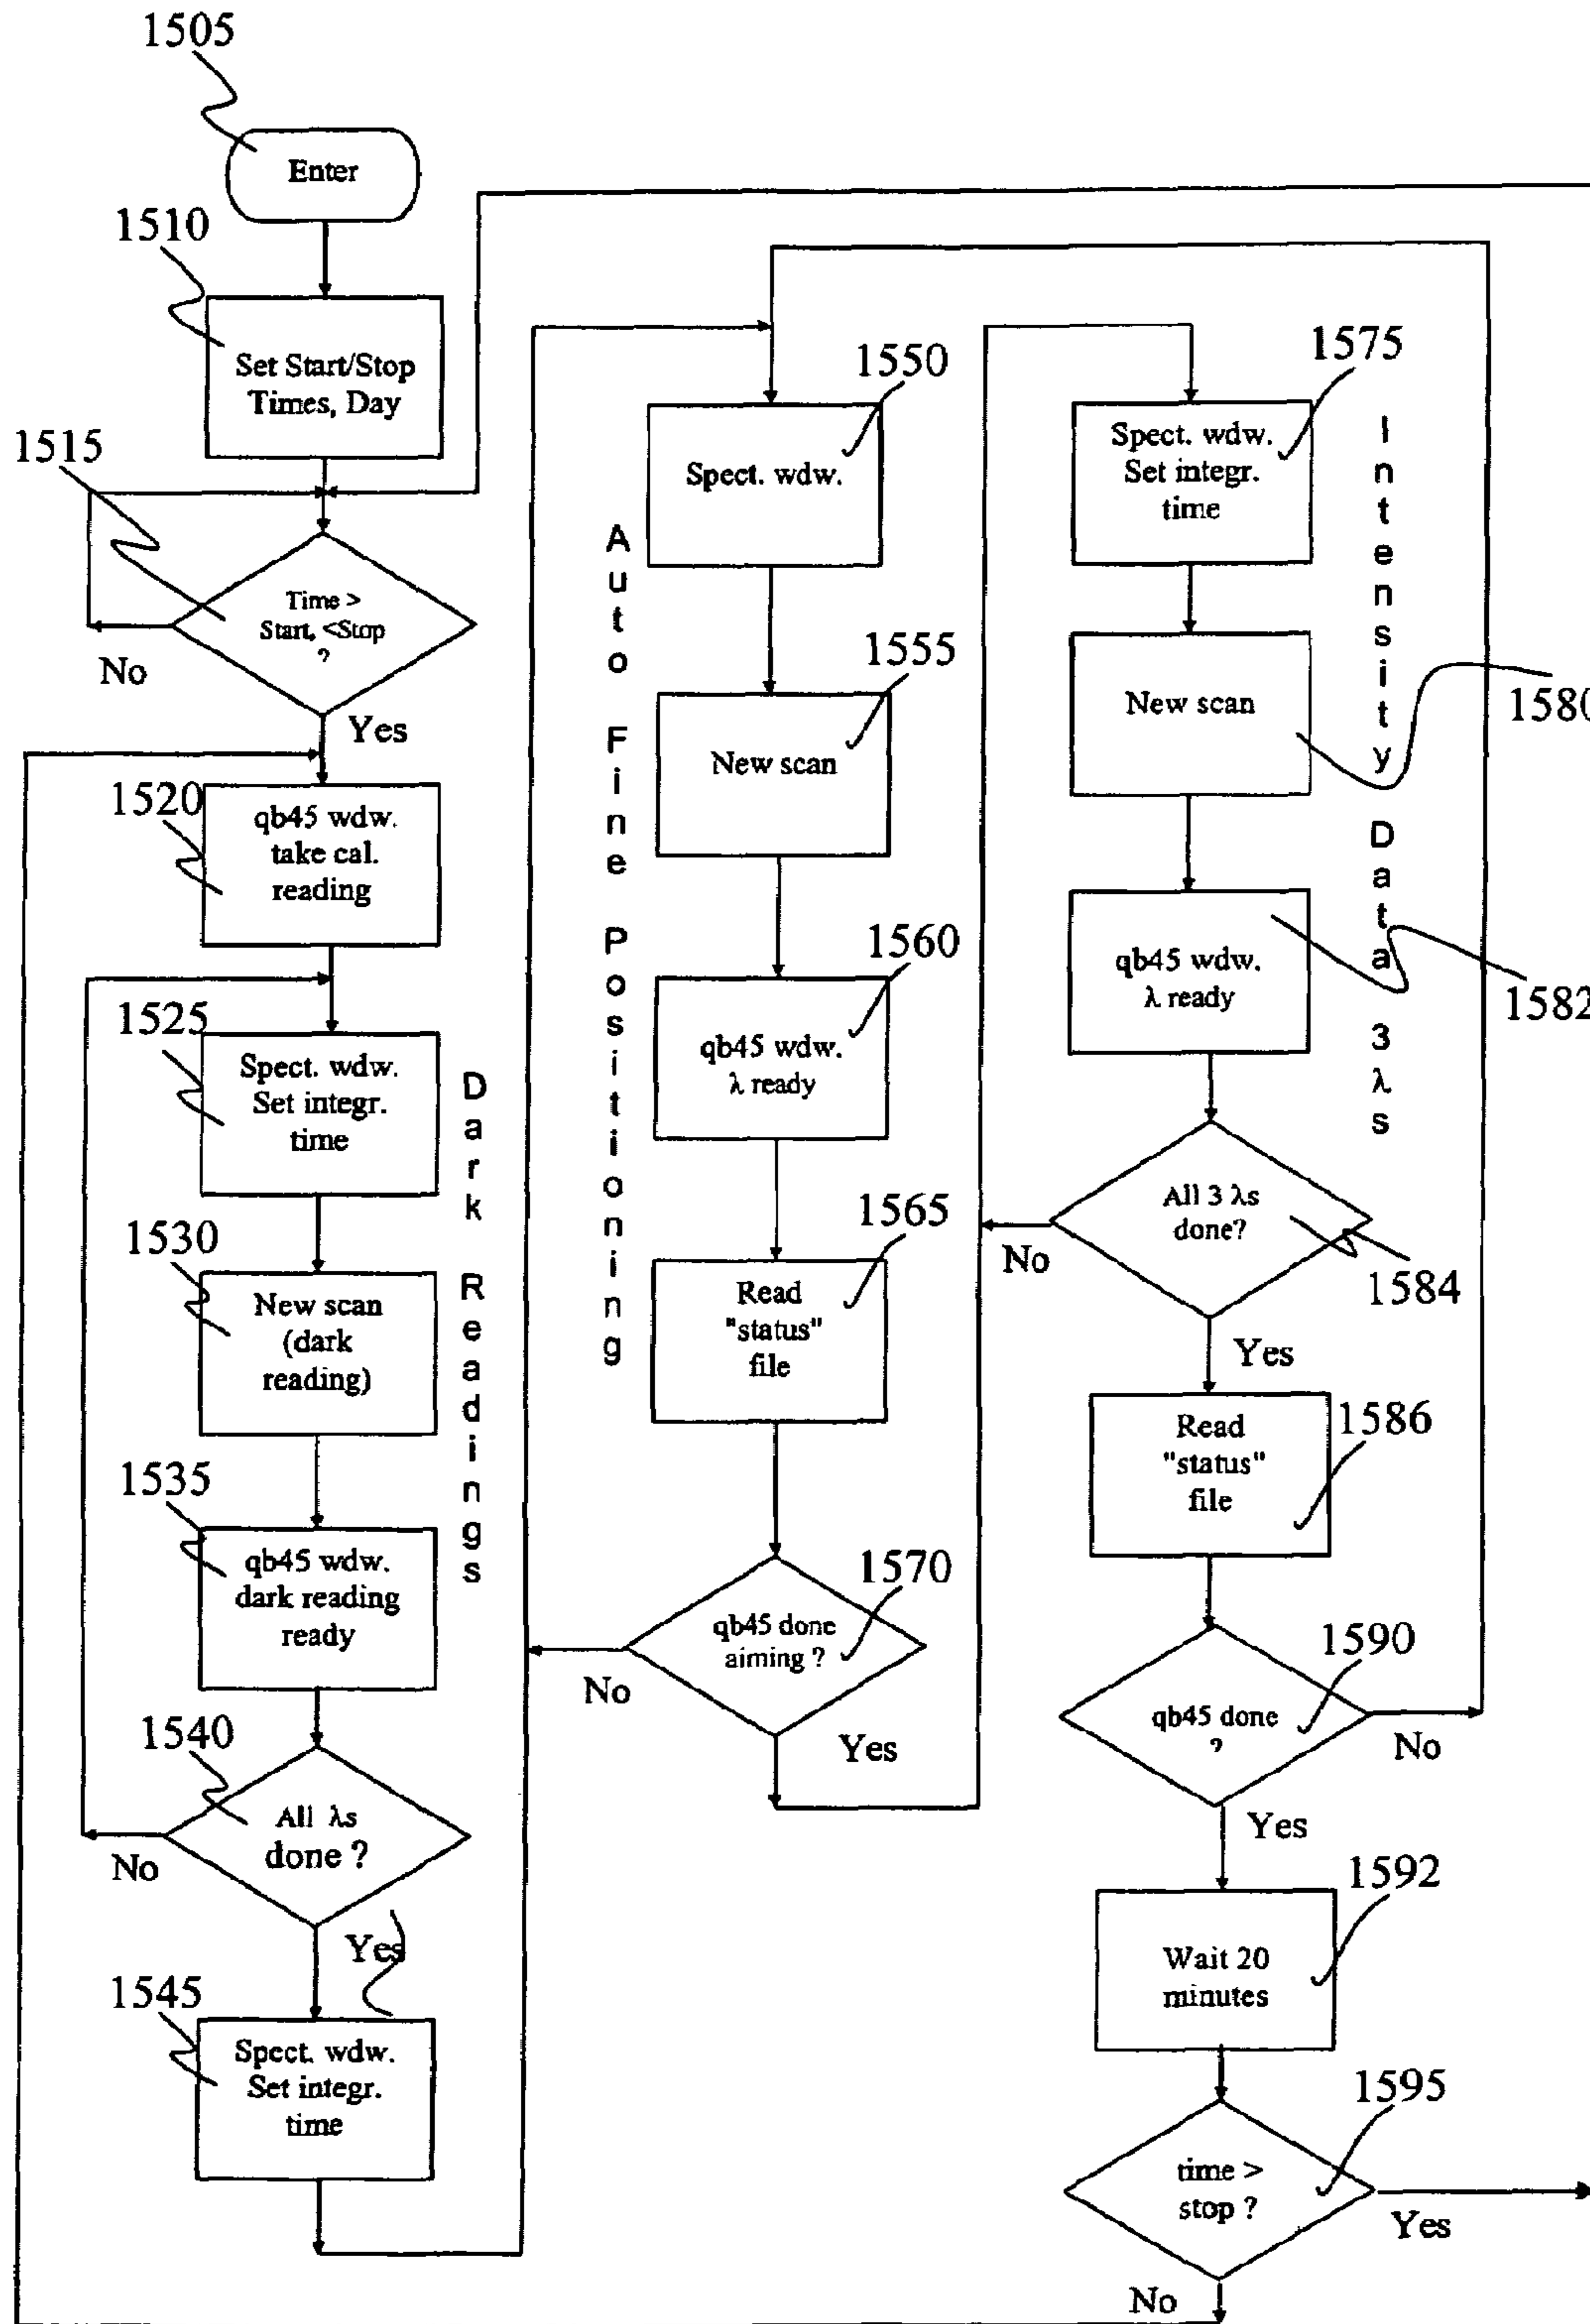 1505
Enter
1510
Set Start/Stop
Times, Day
1515
Time >
Start, <Stop
?
No
Yes
1520
qb45 wdw.
take cal.
reading
1525
Spect. wdw.
Set integr.
time
1530
New scan
(dark
reading)
1535
qb45 wdw.
dark reading
ready
1540
All λs
done ?
No
Yes
1545
Spect. wdw.
Set integr.
time
Dark Readings
1550
Spect. wdw.
1555
New scan
1560
qb45 wdw.
λ ready
1565
Read
"status"
file
1570
qb45 done
aiming ?
No
Yes
Auto Fine Positioning
1575
Spect. wdw.
Set integr.
time
1580
New scan
1582
qb45 wdw.
λ ready
1584
All 3 λs
done?
No
Yes
1586
Read
"status"
file
1590
qb45 done
?
No
Yes
1592
Wait 20
minutes
1595
time >
stop ?
Yes
No
Intensity Data 3 λs